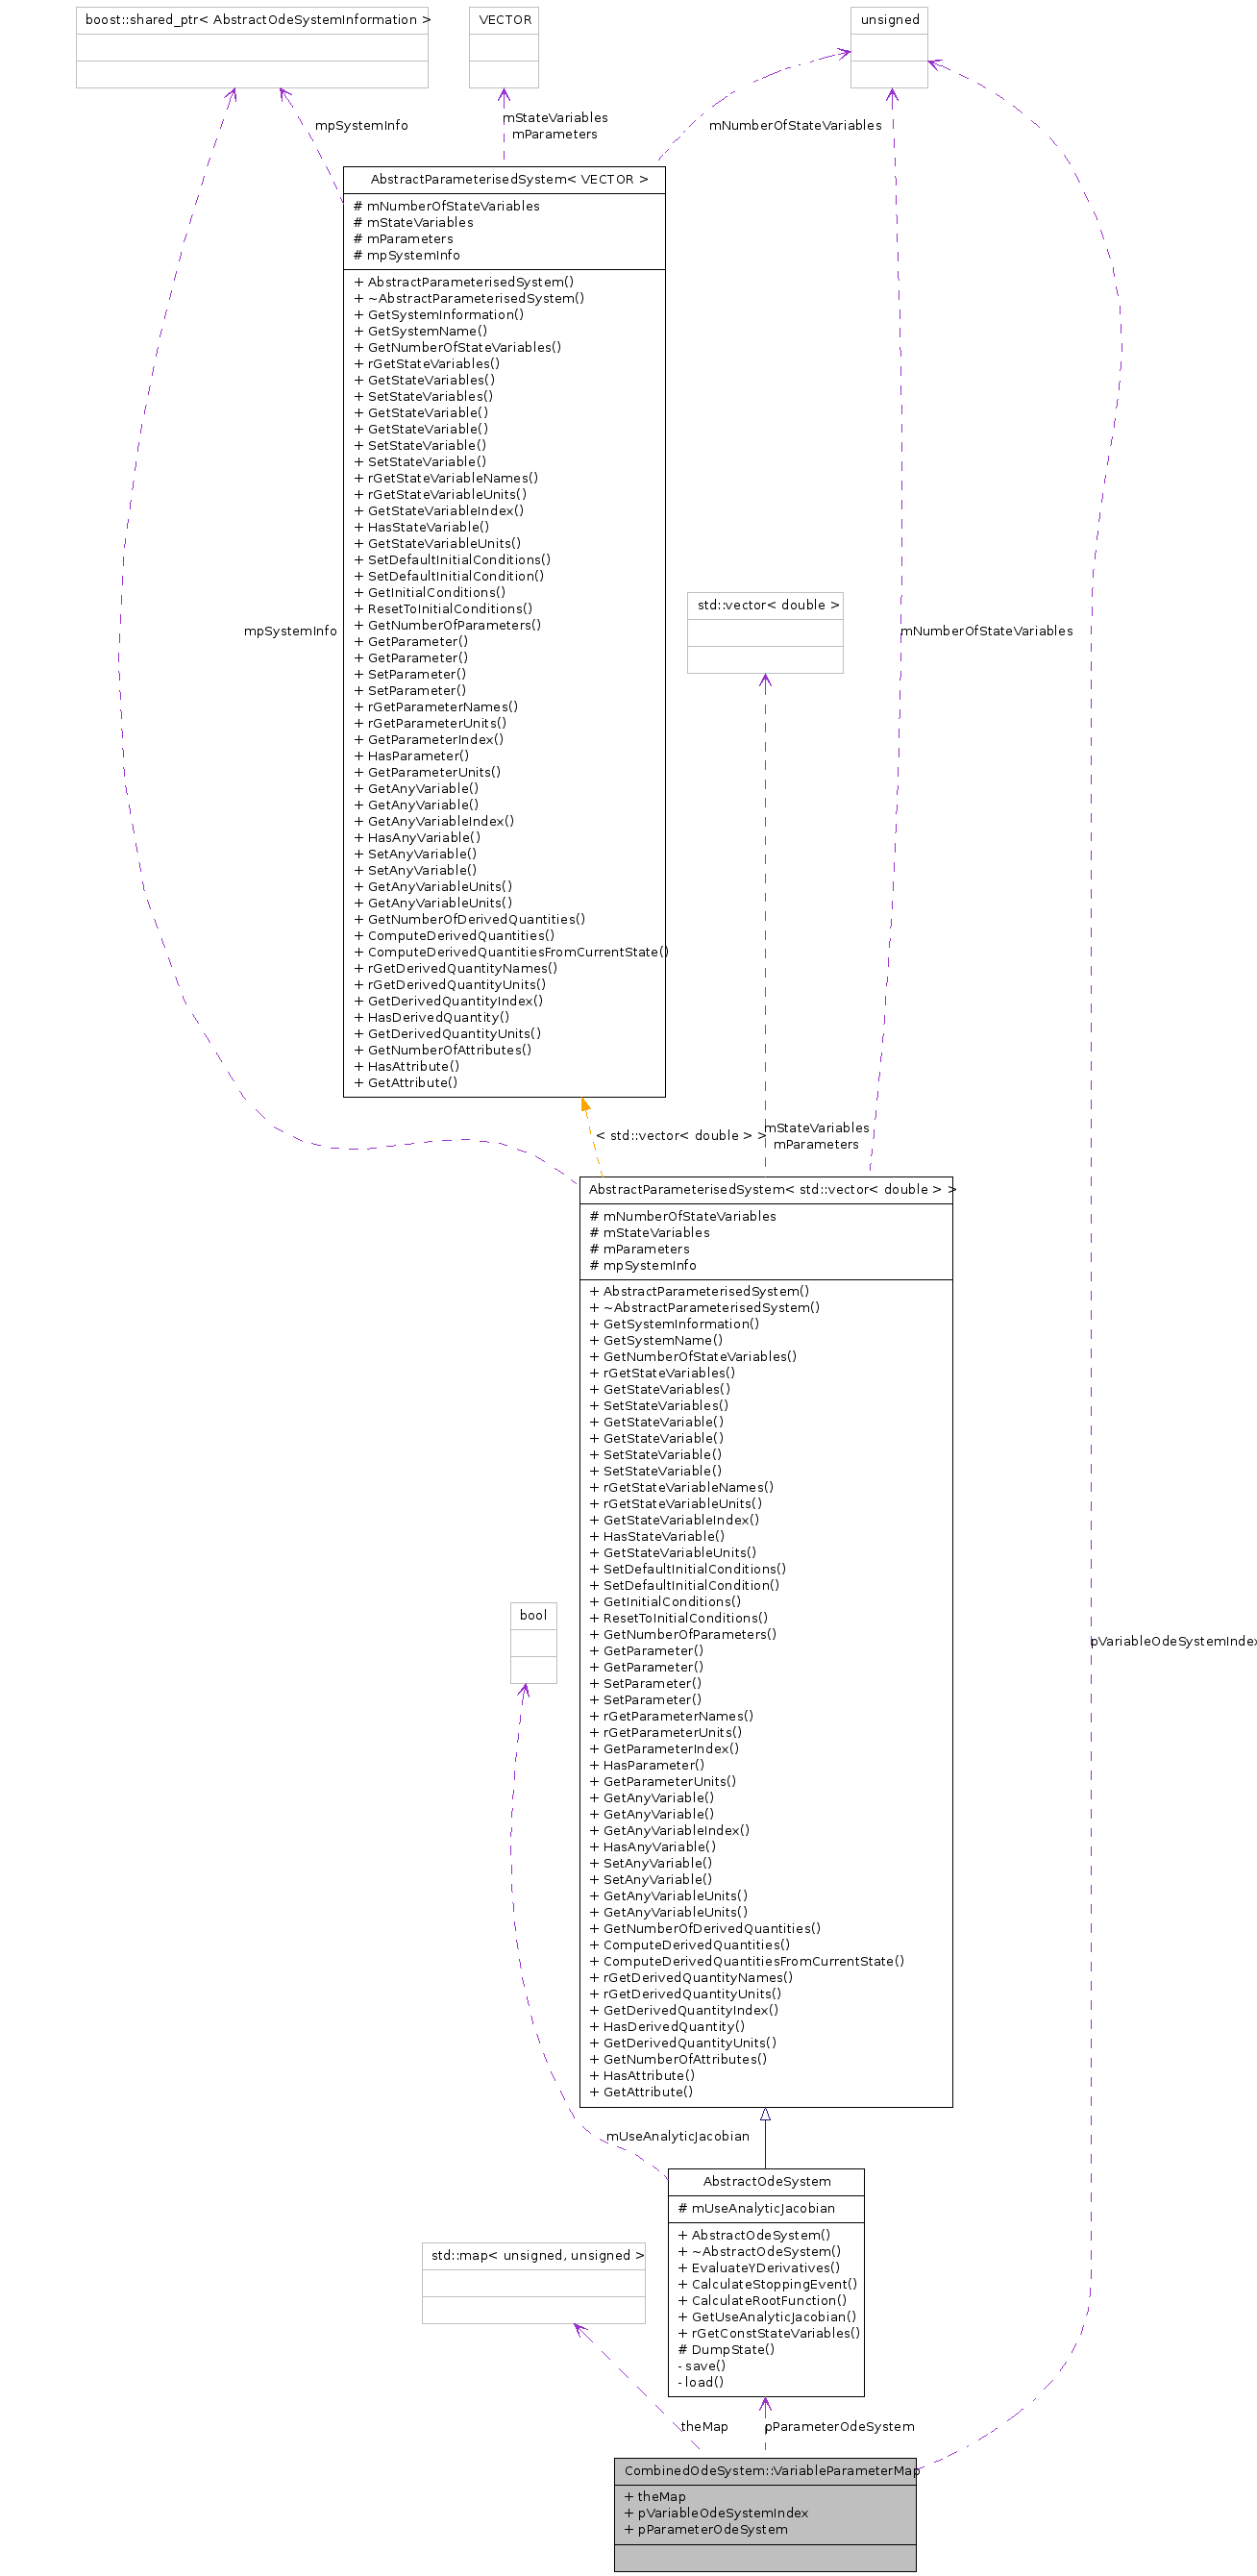 boost::shared_ptr< AbstractOdeSystemInformation >
VECTOR
unsigned
mpSystemInfo
mStateVariables
mParameters
mNumberOfStateVariables
AbstractParameterisedSystem< VECTOR >
# mNumberOfStateVariables
# mStateVariables
# mParameters
# mpSystemInfo
+ AbstractParameterisedSystem()
+ ~AbstractParameterisedSystem()
+ GetSystemInformation()
+ GetSystemName()
+ GetNumberOfStateVariables()
+ rGetStateVariables()
+ GetStateVariables()
+ SetStateVariables()
+ GetStateVariable()
+ GetStateVariable()
+ SetStateVariable()
+ SetStateVariable()
+ rGetStateVariableNames()
+ rGetStateVariableUnits()
+ GetStateVariableIndex()
+ HasStateVariable()
+ GetStateVariableUnits()
+ SetDefaultInitialConditions()
+ SetDefaultInitialCondition()
+ GetInitialConditions()
+ ResetToInitialConditions()
+ GetNumberOfParameters()
+ GetParameter()
+ GetParameter()
+ SetParameter()
+ SetParameter()
+ rGetParameterNames()
+ rGetParameterUnits()
+ GetParameterIndex()
+ HasParameter()
+ GetParameterUnits()
+ GetAnyVariable()
+ GetAnyVariable()
+ GetAnyVariableIndex()
+ HasAnyVariable()
+ SetAnyVariable()
+ SetAnyVariable()
+ GetAnyVariableUnits()
+ GetAnyVariableUnits()
+ GetNumberOfDerivedQuantities()
+ ComputeDerivedQuantities()
+ ComputeDerivedQuantitiesFromCurrentState()
+ rGetDerivedQuantityNames()
+ rGetDerivedQuantityUnits()
+ GetDerivedQuantityIndex()
+ HasDerivedQuantity()
+ GetDerivedQuantityUnits()
+ GetNumberOfAttributes()
+ HasAttribute()
+ GetAttribute()
std::vector< double >
mpSystemInfo
mNumberOfStateVariables
< std::vector< double > >
mStateVariables
mParameters
AbstractParameterisedSystem< std::vector< double > >
# mNumberOfStateVariables
# mStateVariables
# mParameters
# mpSystemInfo
+ AbstractParameterisedSystem()
+ ~AbstractParameterisedSystem()
+ GetSystemInformation()
+ GetSystemName()
+ GetNumberOfStateVariables()
+ rGetStateVariables()
+ GetStateVariables()
+ SetStateVariables()
+ GetStateVariable()
+ GetStateVariable()
+ SetStateVariable()
+ SetStateVariable()
+ rGetStateVariableNames()
+ rGetStateVariableUnits()
+ GetStateVariableIndex()
+ HasStateVariable()
+ GetStateVariableUnits()
+ SetDefaultInitialConditions()
+ SetDefaultInitialCondition()
+ GetInitialConditions()
+ ResetToInitialConditions()
+ GetNumberOfParameters()
+ GetParameter()
+ GetParameter()
+ SetParameter()
+ SetParameter()
+ rGetParameterNames()
+ rGetParameterUnits()
+ GetParameterIndex()
+ HasParameter()
+ GetParameterUnits()
+ GetAnyVariable()
+ GetAnyVariable()
+ GetAnyVariableIndex()
+ HasAnyVariable()
+ SetAnyVariable()
+ SetAnyVariable()
+ GetAnyVariableUnits()
+ GetAnyVariableUnits()
+ GetNumberOfDerivedQuantities()
+ ComputeDerivedQuantities()
+ ComputeDerivedQuantitiesFromCurrentState()
+ rGetDerivedQuantityNames()
+ rGetDerivedQuantityUnits()
+ GetDerivedQuantityIndex()
+ HasDerivedQuantity()
+ GetDerivedQuantityUnits()
+ GetNumberOfAttributes()
+ HasAttribute()
+ GetAttribute()
bool
pVariableOdeSystemIndex
mUseAnalyticJacobian
AbstractOdeSystem
# mUseAnalyticJacobian
+ AbstractOdeSystem()
+ ~AbstractOdeSystem()
+ EvaluateYDerivatives()
+ CalculateStoppingEvent()
+ CalculateRootFunction()
+ GetUseAnalyticJacobian()
+ rGetConstStateVariables()
# DumpState()
- save()
- load()
std::map< unsigned, unsigned >
theMap
pParameterOdeSystem
CombinedOdeSystem::VariableParameterMap
+ theMap
+ pVariableOdeSystemIndex
+ pParameterOdeSystem